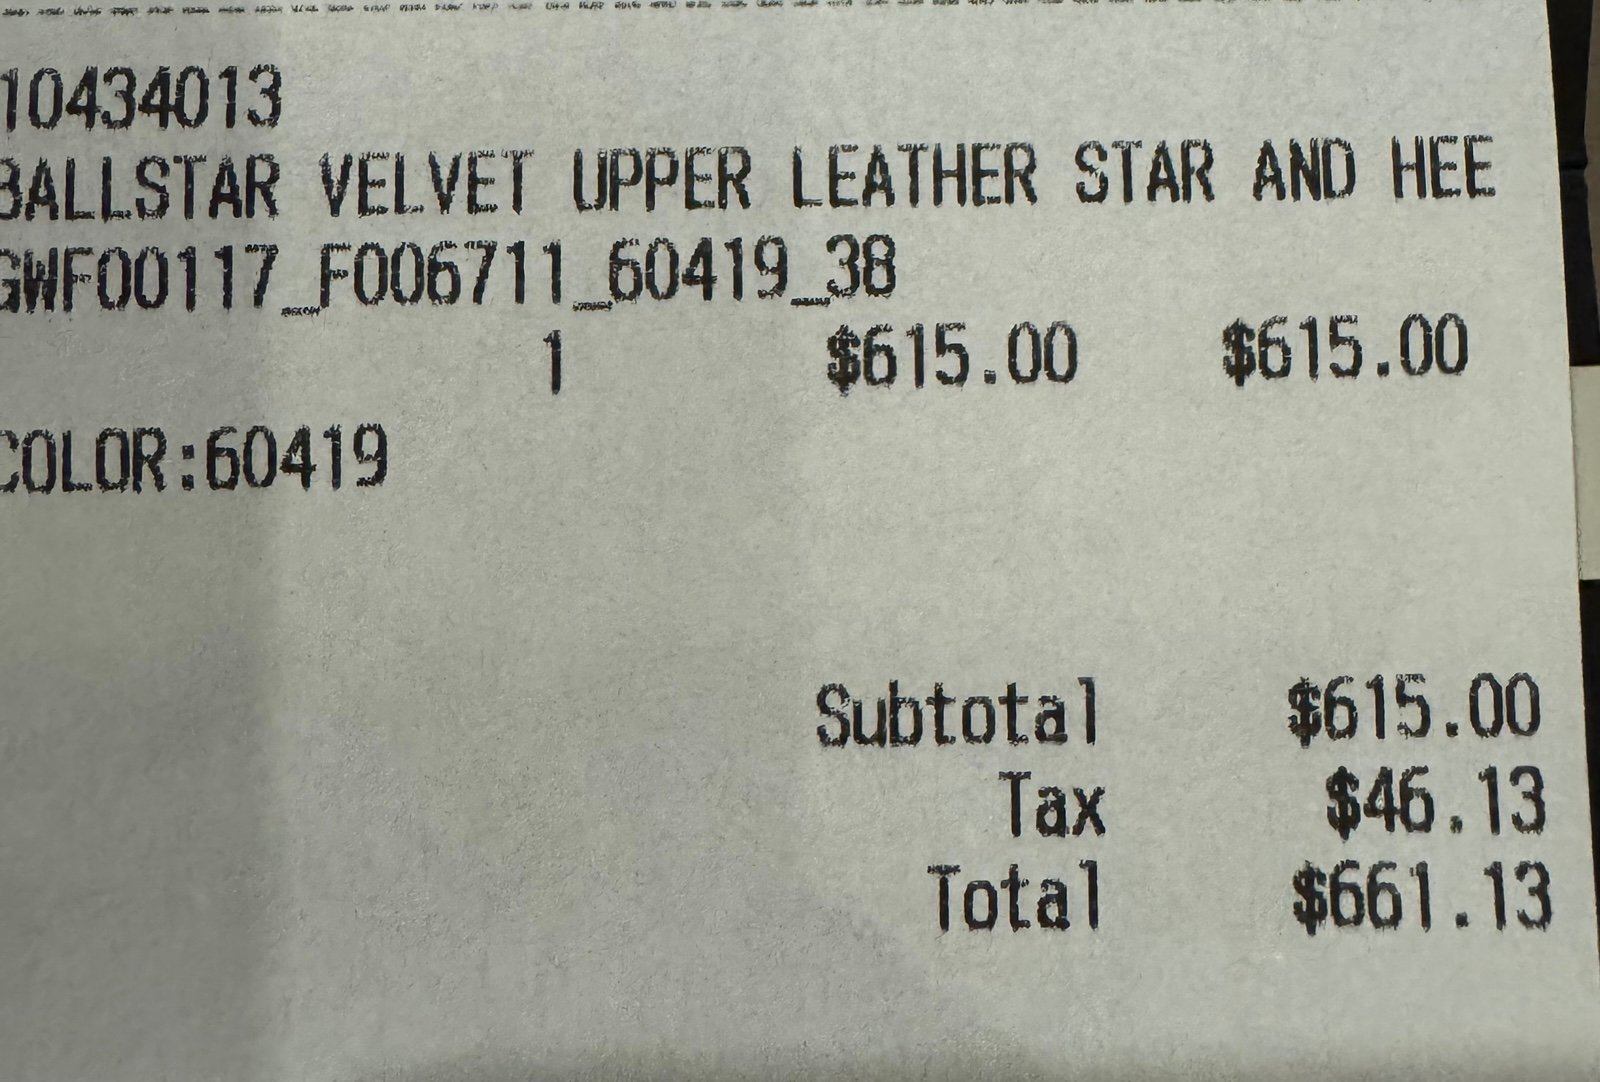 10434013
BALLSTAR VELVET UPPER LEATHER STAR AND HEE
GWF00117_F006711_60419_38
1 $615.00 $615.00
COLOR:60419
Subtotal $615.00
Tax $46.13
Total $661.13